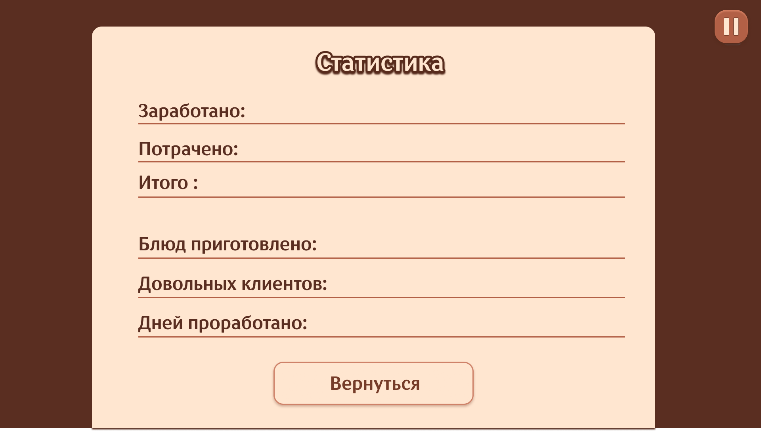 Статистика
Заработано:
Потрачено:
Итого :
Блюд приготовлено:
Довольных клиентов:
Дней проработано:
Вернуться